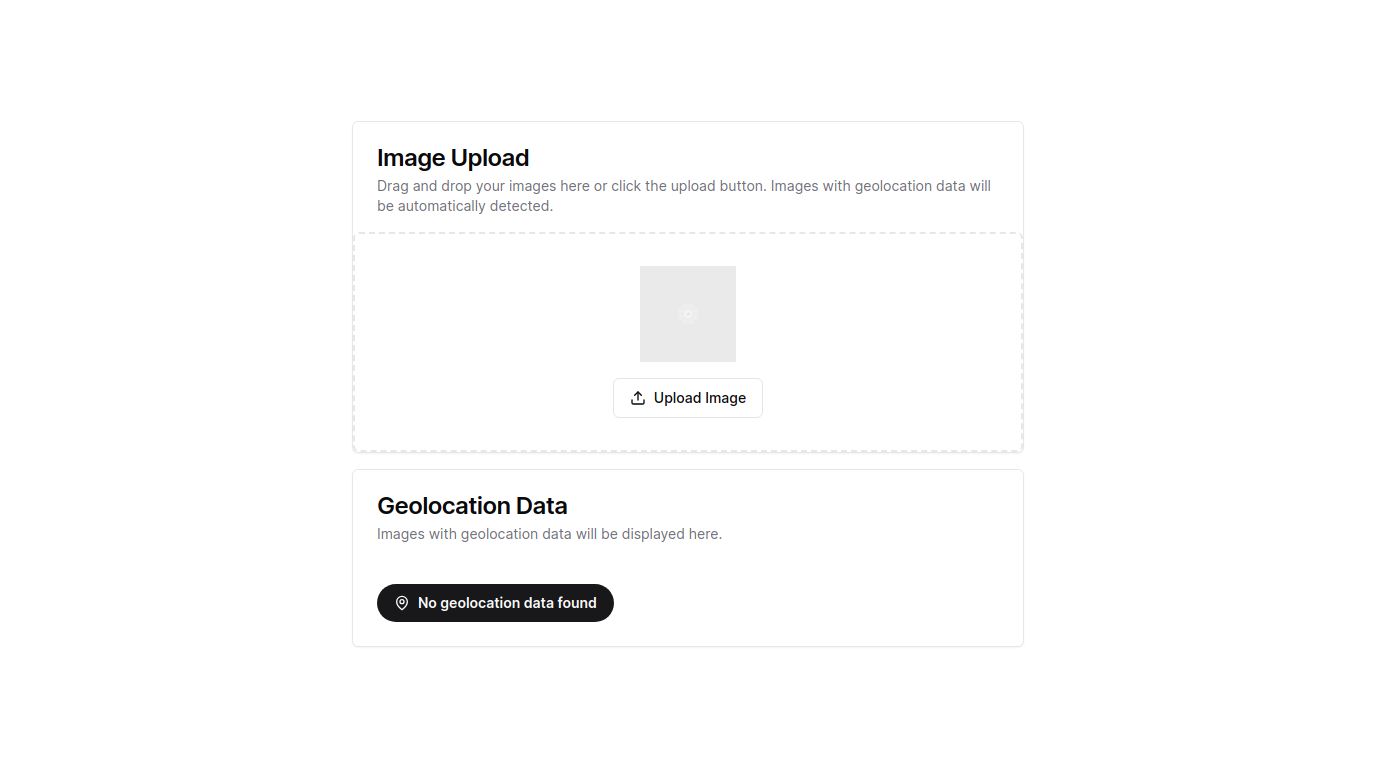 Image Upload
Drag and drop your images here or click the upload button. Images with geolocation data will
be automatically detected.
Upload Image
Geolocation Data
Images with geolocation data will be displayed here.
No geolocation data found